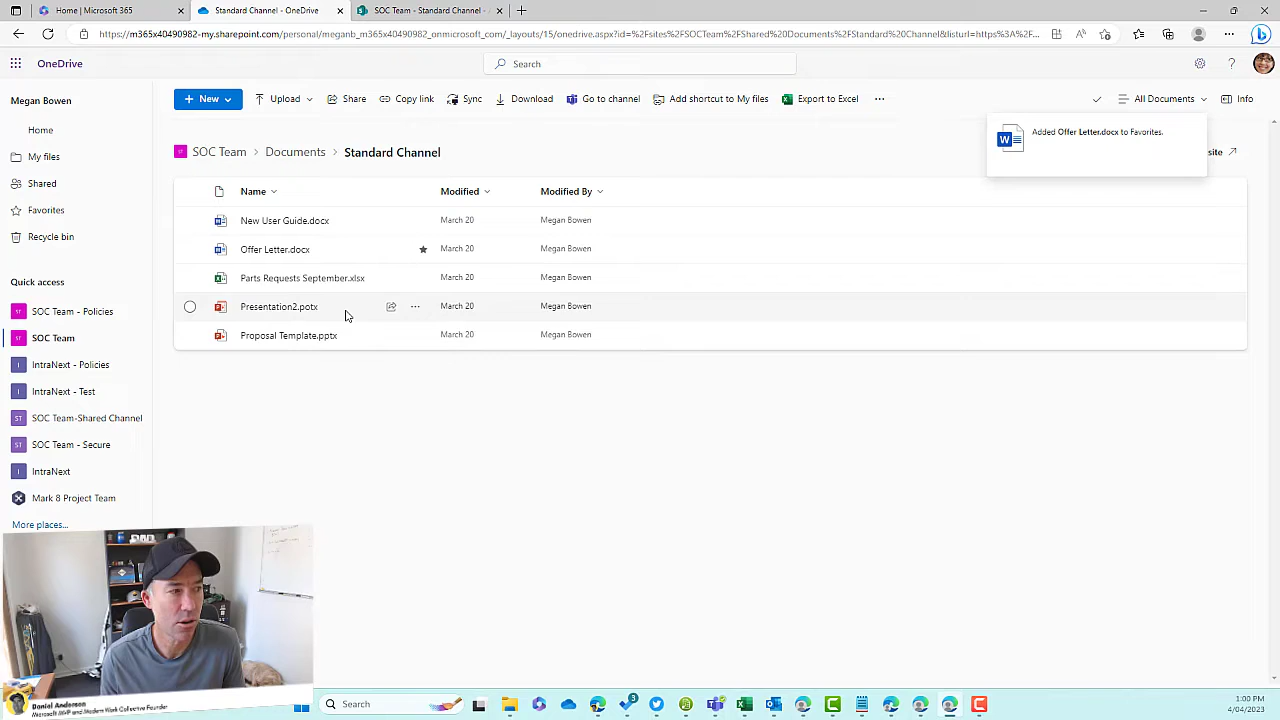 Home | Microsoft 365
Standard Channel - OneDrive
SOC Team - Standard Channel -
https://m365x40490982-my.sharepoint.com/personal/meganb_m365x40490982_onmicrosoft_com/_layouts/15/onedrive.aspx?id=%2Fsites%2FSOCTeam%2FShared%20Documents%2FStandard%20Channel&listurl=https%3A%2F...
OneDrive
Search
Megan Bowen
New
Upload
Share
Copy link
Sync
Download
Go to channel
Add shortcut to My files
Export to Excel
All Documents
Info
Home
My files
Shared
Favorites
Recycle bin
Quick access
ST SOC Team - Policies
ST SOC Team
I IntraNext - Policies
I IntraNext - Test
ST SOC Team-Shared Channel
ST SOC Team - Secure
I IntraNext
Mark 8 Project Team
More places...
Added Offer Letter.docx to Favorites.
site
ST SOC Team > Documents > Standard Channel
Name Modified Modified By
New User Guide.docx March 20 Megan Bowen
Offer Letter.docx March 20 Megan Bowen
Parts Requests September.xlsx March 20 Megan Bowen
Presentation2.potx March 20 Megan Bowen
Proposal Template.pptx March 20 Megan Bowen
Daniel Anderson
Microsoft MVP and Modern Work Collective Founder
Search
3
1:00 PM
4/04/2023